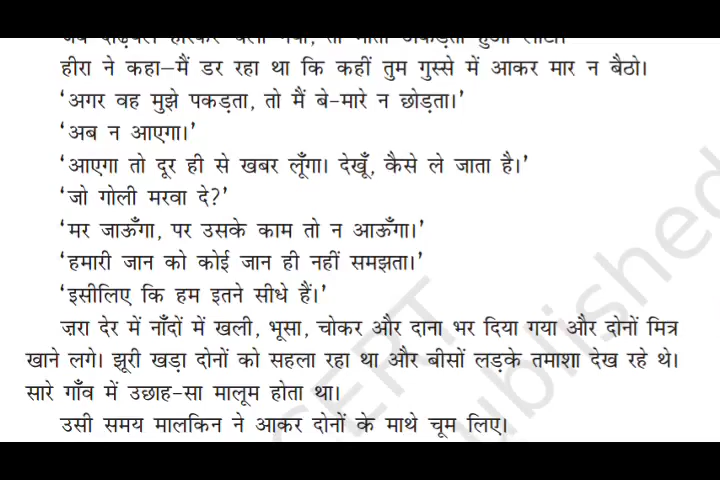 हीरा ने कहा—मैं डर रहा था कि कहीं तुम गुस्से में आकर मार न बैठो।
‘अगर वह मुझे पकड़ता, तो मैं बे-मारे न छोड़ता।’
‘अब न आएगा।’
‘आएगा तो दूर ही से खबर लूँगा। देखूँ, कैसे ले जाता है।’
‘जो गोली मरवा दे?’
‘मर जाऊँगा, पर उसके काम तो न आऊँगा।’
‘हमारी जान को कोई जान ही नहीं समझता।’
‘इसीलिए कि हम इतने सीधे हैं।’
ज़रा देर में नाँदों में खली, भूसा, चोकर और दाना भर दिया गया और दोनों मित्र
खाने लगे। झूरी खड़ा दोनों को सहला रहा था और बीसों लड़के तमाशा देख रहे थे।
सारे गाँव में उछाह-सा मालूम होता था।
उसी समय मालकिन ने आकर दोनों के माथे चूम लिए।